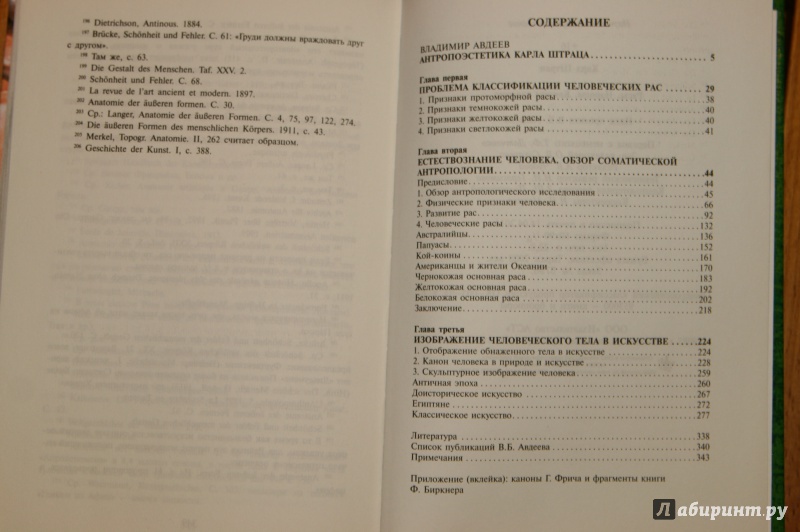 196 Dietrichson, Antinous. 1884.
197 Brücke, Schönheit und Fehler. С. 61: «Груди должны враждовать друг
с другом».
198 Там же, с. 63.
199 Die Gestalt des Menschen. Taf. XXV. 2.
200 Schönheit und Fehler. С. 68.
201 La revue de l'art ancient et modern. 1897.
202 Anatomie der äußeren formen. С. 30.
203 Ср.: Langer, Anatomie der äußeren Formen. С. 4, 75, 97, 122, 274.
204 Die äußeren Formen des menschlichen Körpers. 1911, с. 43.
205 Merkel, Topogr. Anatomie. II, 262 считает образцом.
206 Geschichte der Kunst. I, с. 388.
СОДЕРЖАНИЕ
ВЛАДИМИР АВДЕЕВ
АНТРОПОЭСТЕТИКА КАРЛА ШТРАЦА 5
Глава первая
ПРОБЛЕМА КЛАССИФИКАЦИИ ЧЕЛОВЕЧЕСКИХ РАС 29
1. Признаки протоморфной расы 38
2. Признаки темнокожей расы 40
3. Признаки желтокожей расы 40
4. Признаки светлокожей расы 41
Глава вторая
ЕСТЕСТВОЗНАНИЕ ЧЕЛОВЕКА. ОБЗОР СОМАТИЧЕСКОЙ
АНТРОПОЛОГИИ 44
Предисловие 44
1. Обзор антропологического исследования 45
2. Физические признаки человека 66
3. Развитие рас 92
4. Человеческие расы 132
Австралийцы 136
Папуасы 152
Кой-коины 161
Американцы и жители Океании 170
Чернокожая основная раса 183
Желтокожая основная раса 192
Белокожая основная раса 202
Заключение 218
Глава третья
ИЗОБРАЖЕНИЕ ЧЕЛОВЕЧЕСКОГО ТЕЛА В ИСКУССТВЕ 224
1. Отображение обнаженного тела в искусстве 224
2. Канон человека в природе и искусстве 228
3. Скульптурное изображение человека 259
Античная эпоха 260
Доисторическое искусство 267
Египтяне 272
Классическое искусство 277
Литература 338
Список публикаций В.Б. Авдеева 340
Примечания 343
Приложение (вклейка): каноны Г. Фрича и фрагменты книги
Ф. Биркнера
Лабиринт.ру